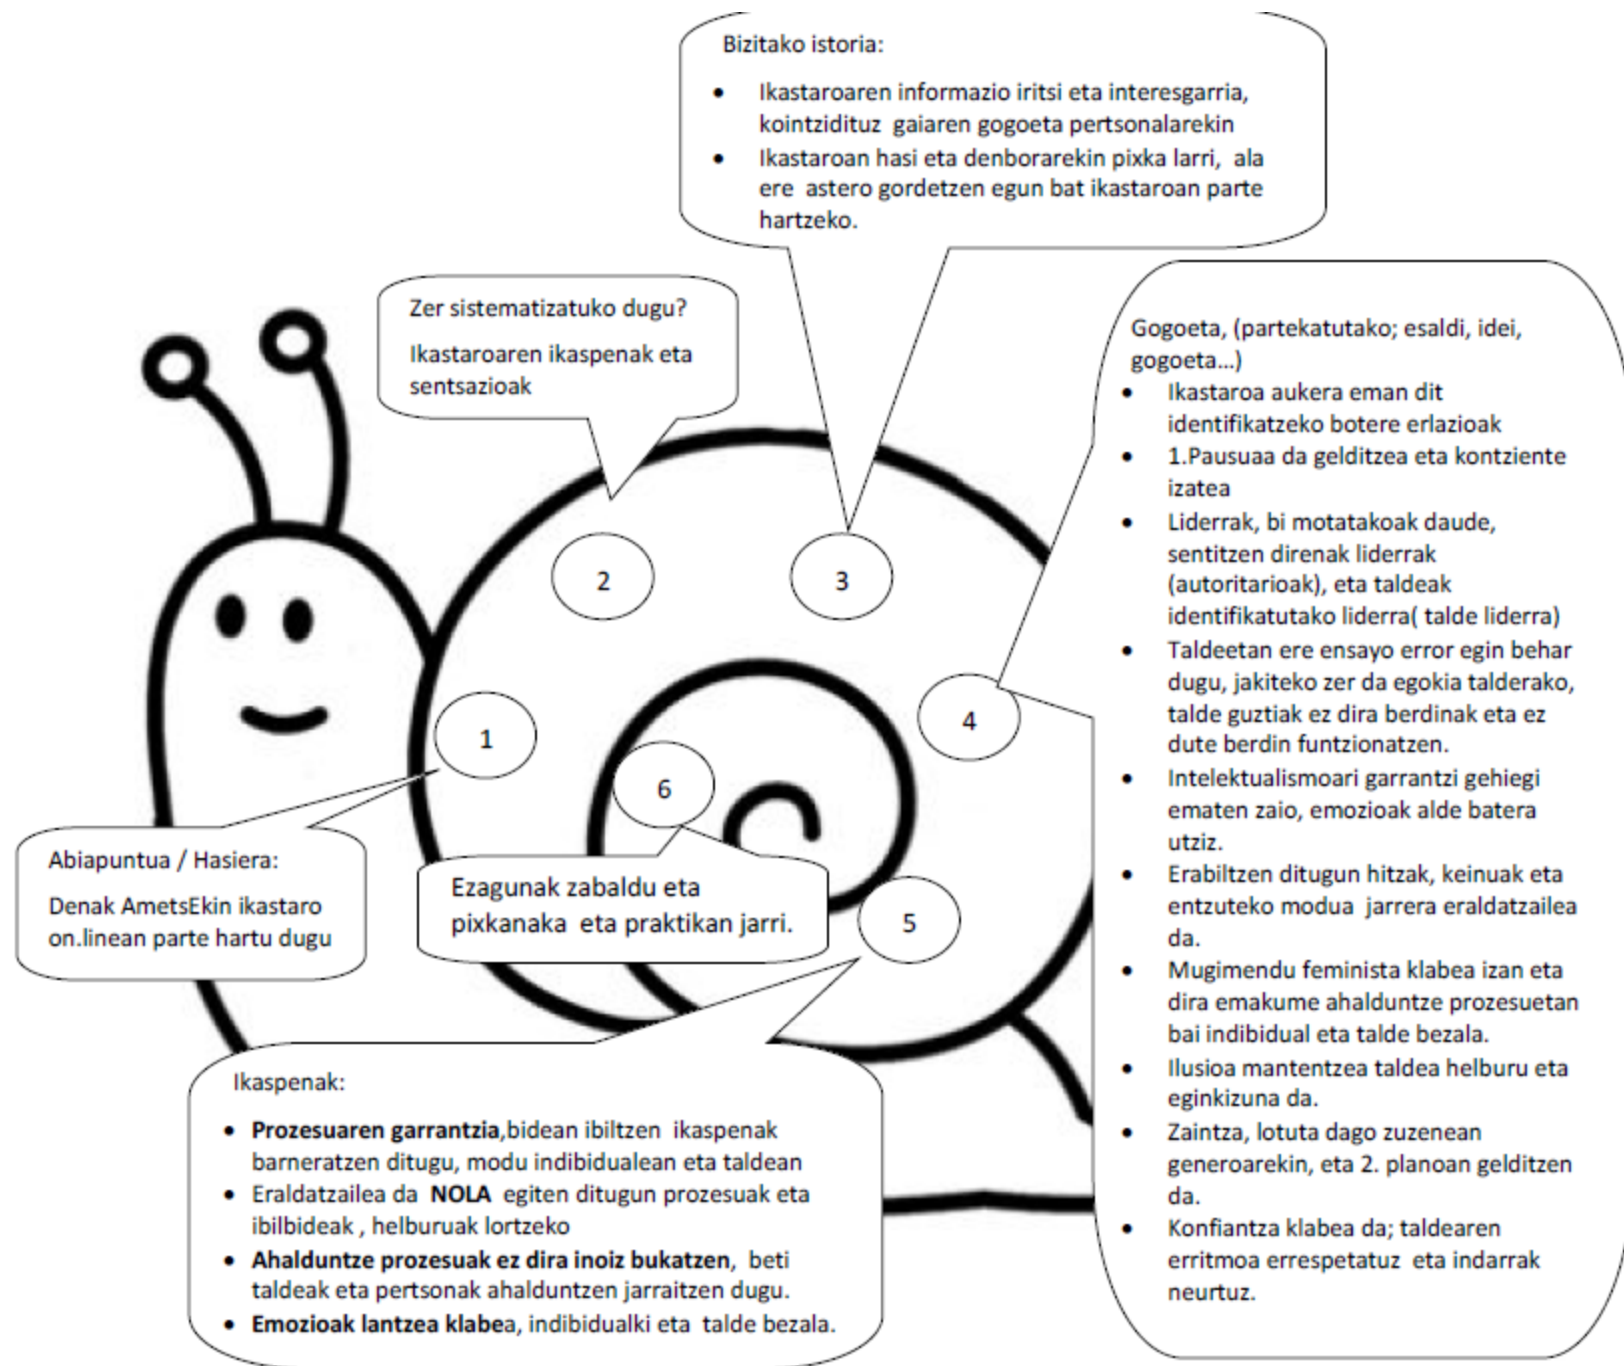 Bizitako istoria:
• Ikastaroaren informazio iritsi eta interesgarria,
kointzidituz gaiaren gogoeta pertsonalarekin
• Ikastaroan hasi eta denborarekin pixka larri, ala
ere astero gordetzen egun bat ikastaroan parte
hartzeko.
Zer sistematizatuko dugu?
Ikastaroaren ikaspenak eta
sentsazioak
Gogoeta, (partekatutako; esaldi, idei,
gogoeta...)
• Ikastaroa aukera eman dit
identifikatzeko botere erlazioak
• 1.Pausuaa da gelditzea eta kontziente
izatea
• Liderrak, bi motatakoak daude,
sentitzen direnak liderrak
(autoritarioak), eta taldeak
identifikatutako liderra( talde liderra)
• Taldeetan ere ensayo error egin behar
dugu, jakiteko zer da egokia talderako,
talde guztiak ez dira berdinak eta ez
dute berdin funtzionatzen.
• Intelektualismoari garrantzi gehiegi
ematen zaio, emozioak alde batera
utziz.
• Erabiltzen ditugun hitzak, keinuak eta
entzuteko modua jarrera eraldatzailea
da.
• Mugimendu feminista klabea izan eta
dira emakume ahalduntze prozesuetan
bai indibidual eta talde bezala.
• Ilusioa mantentzea taldea helburu eta
eginkizuna da.
• Zaintza, lotuta dago zuzenean
generoarekin, eta 2. planoan gelditzen
da.
• Konfiantza klabea da; taldearen
erritmoa errespetatuz eta indarrak
neurtuz.
2
3
4
1
6
5
Abiapuntua / Hasiera:
Denak AmetsEkin ikastaro
on.linean parte hartu dugu
Ezagunak zabaldu eta
pixkanaka eta praktikan jarri.
Ikaspenak:
• Prozesuaren garrantzia,bidean ibiltzen ikaspenak
barneratzen ditugu, modu indibidualean eta taldean
• Eraldatzailea da NOLA egiten ditugun prozesuak eta
ibilbideak , helburuak lortzeko
• Ahalduntze prozesuak ez dira inoiz bukatzen, beti
taldeak eta pertsonak ahalduntzen jarraitzen dugu.
• Emozioak lantzea klabea, indibidualki eta talde bezala.